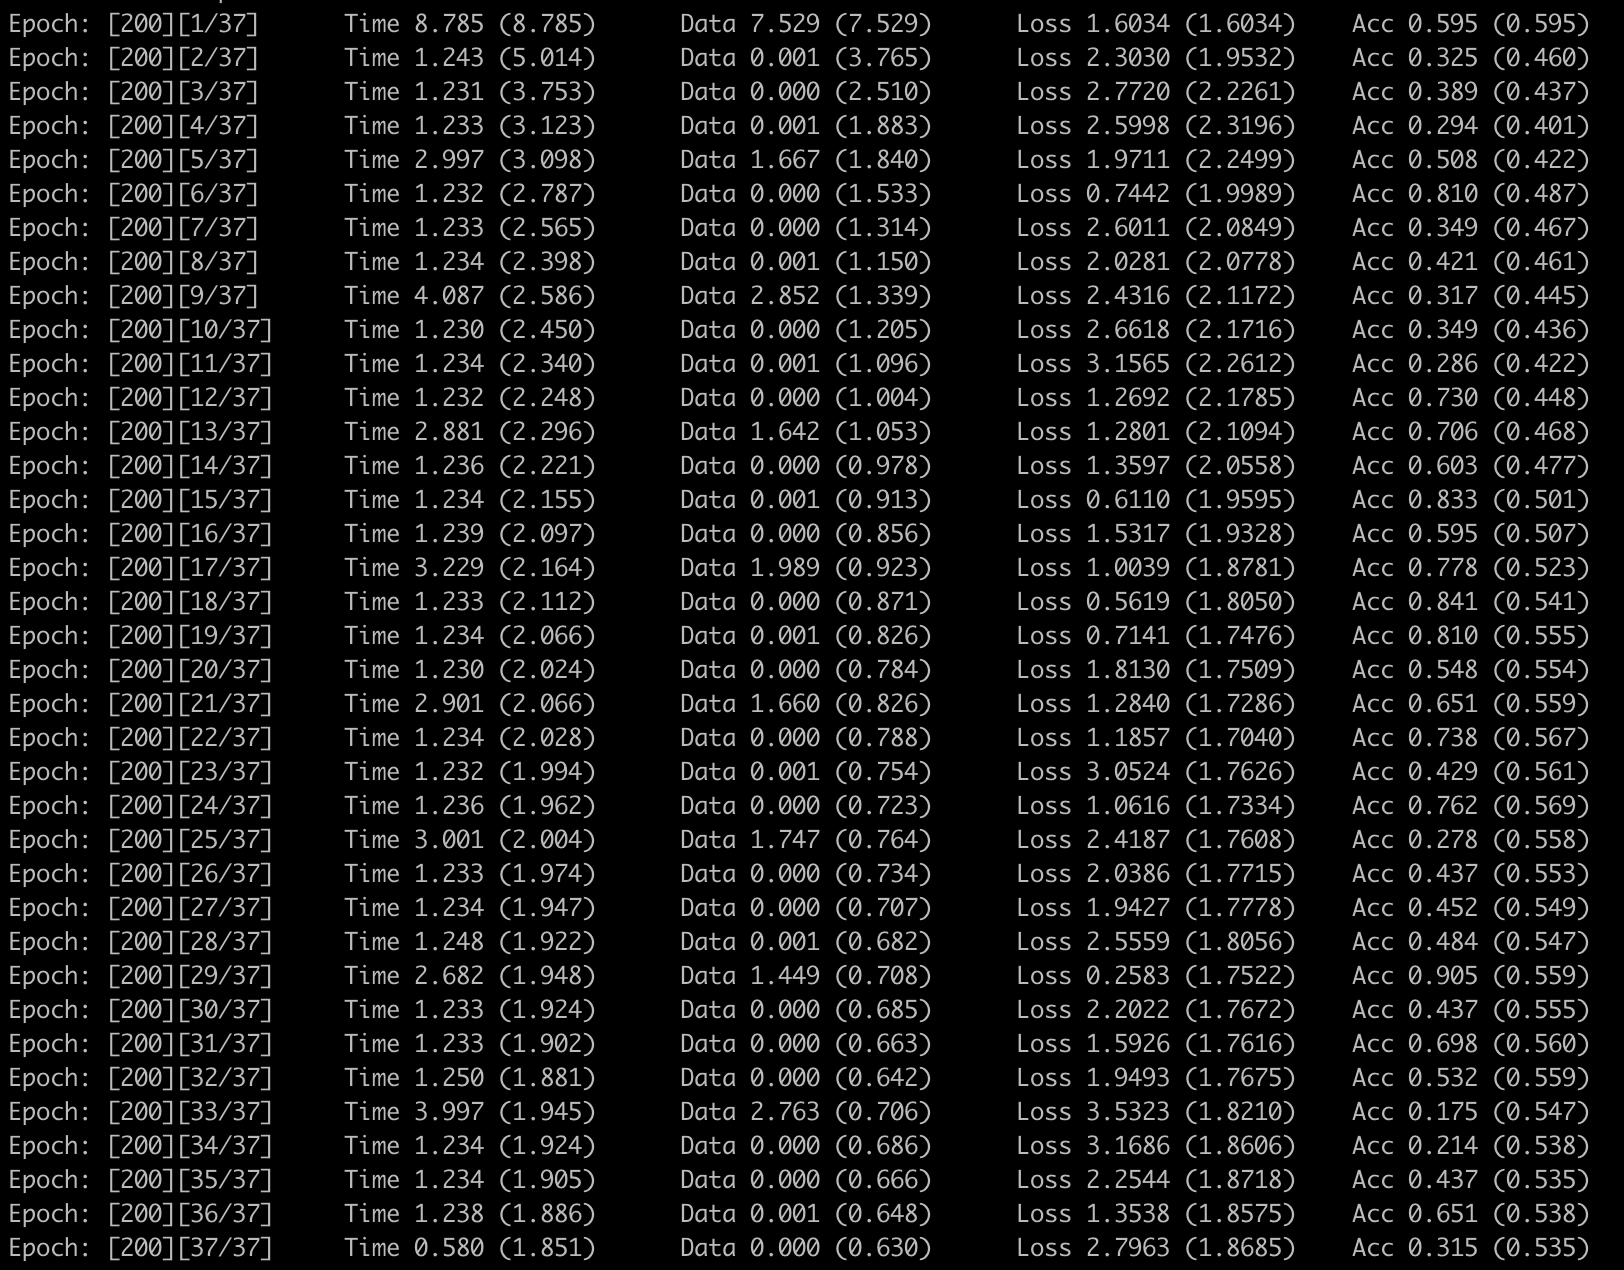 Epoch: [200][1/37] Time 8.785 (8.785) Data 7.529 (7.529) Loss 1.6034 (1.6034) Acc 0.595 (0.595)
Epoch: [200][2/37] Time 1.243 (5.014) Data 0.001 (3.765) Loss 2.3030 (1.9532) Acc 0.325 (0.460)
Epoch: [200][3/37] Time 1.231 (3.753) Data 0.000 (2.510) Loss 2.7720 (2.2261) Acc 0.389 (0.437)
Epoch: [200][4/37] Time 1.233 (3.123) Data 0.001 (1.883) Loss 2.5998 (2.3196) Acc 0.294 (0.401)
Epoch: [200][5/37] Time 2.997 (3.098) Data 1.667 (1.840) Loss 1.9711 (2.2499) Acc 0.508 (0.422)
Epoch: [200][6/37] Time 1.232 (2.787) Data 0.000 (1.533) Loss 0.7442 (1.9989) Acc 0.810 (0.487)
Epoch: [200][7/37] Time 1.233 (2.565) Data 0.000 (1.314) Loss 2.6011 (2.0849) Acc 0.349 (0.467)
Epoch: [200][8/37] Time 1.234 (2.398) Data 0.001 (1.150) Loss 2.0281 (2.0778) Acc 0.421 (0.461)
Epoch: [200][9/37] Time 4.087 (2.586) Data 2.852 (1.339) Loss 2.4316 (2.1172) Acc 0.317 (0.445)
Epoch: [200][10/37] Time 1.230 (2.450) Data 0.000 (1.205) Loss 2.6618 (2.1716) Acc 0.349 (0.436)
Epoch: [200][11/37] Time 1.234 (2.340) Data 0.001 (1.096) Loss 3.1565 (2.2612) Acc 0.286 (0.422)
Epoch: [200][12/37] Time 1.232 (2.248) Data 0.000 (1.004) Loss 1.2692 (2.1785) Acc 0.730 (0.448)
Epoch: [200][13/37] Time 2.881 (2.296) Data 1.642 (1.053) Loss 1.2801 (2.1094) Acc 0.706 (0.468)
Epoch: [200][14/37] Time 1.236 (2.221) Data 0.000 (0.978) Loss 1.3597 (2.0558) Acc 0.603 (0.477)
Epoch: [200][15/37] Time 1.234 (2.155) Data 0.001 (0.913) Loss 0.6110 (1.9595) Acc 0.833 (0.501)
Epoch: [200][16/37] Time 1.239 (2.097) Data 0.000 (0.856) Loss 1.5317 (1.9328) Acc 0.595 (0.507)
Epoch: [200][17/37] Time 3.229 (2.164) Data 1.989 (0.923) Loss 1.0039 (1.8781) Acc 0.778 (0.523)
Epoch: [200][18/37] Time 1.233 (2.112) Data 0.000 (0.871) Loss 0.5619 (1.8050) Acc 0.841 (0.541)
Epoch: [200][19/37] Time 1.234 (2.066) Data 0.001 (0.826) Loss 0.7141 (1.7476) Acc 0.810 (0.555)
Epoch: [200][20/37] Time 1.230 (2.024) Data 0.000 (0.784) Loss 1.8130 (1.7509) Acc 0.548 (0.554)
Epoch: [200][21/37] Time 2.901 (2.066) Data 1.660 (0.826) Loss 1.2840 (1.7286) Acc 0.651 (0.559)
Epoch: [200][22/37] Time 1.234 (2.028) Data 0.000 (0.788) Loss 1.1857 (1.7040) Acc 0.738 (0.567)
Epoch: [200][23/37] Time 1.232 (1.994) Data 0.001 (0.754) Loss 3.0524 (1.7626) Acc 0.429 (0.561)
Epoch: [200][24/37] Time 1.236 (1.962) Data 0.000 (0.723) Loss 1.0616 (1.7334) Acc 0.762 (0.569)
Epoch: [200][25/37] Time 3.001 (2.004) Data 1.747 (0.764) Loss 2.4187 (1.7608) Acc 0.278 (0.558)
Epoch: [200][26/37] Time 1.233 (1.974) Data 0.000 (0.734) Loss 2.0386 (1.7715) Acc 0.437 (0.553)
Epoch: [200][27/37] Time 1.234 (1.947) Data 0.000 (0.707) Loss 1.9427 (1.7778) Acc 0.452 (0.549)
Epoch: [200][28/37] Time 1.248 (1.922) Data 0.001 (0.682) Loss 2.5559 (1.8056) Acc 0.484 (0.547)
Epoch: [200][29/37] Time 2.682 (1.948) Data 1.449 (0.708) Loss 0.2583 (1.7522) Acc 0.905 (0.559)
Epoch: [200][30/37] Time 1.233 (1.924) Data 0.000 (0.685) Loss 2.2022 (1.7672) Acc 0.437 (0.555)
Epoch: [200][31/37] Time 1.233 (1.902) Data 0.000 (0.663) Loss 1.5926 (1.7616) Acc 0.698 (0.560)
Epoch: [200][32/37] Time 1.250 (1.881) Data 0.000 (0.642) Loss 1.9493 (1.7675) Acc 0.532 (0.559)
Epoch: [200][33/37] Time 3.997 (1.945) Data 2.763 (0.706) Loss 3.5323 (1.8210) Acc 0.175 (0.547)
Epoch: [200][34/37] Time 1.234 (1.924) Data 0.000 (0.686) Loss 3.1686 (1.8606) Acc 0.214 (0.538)
Epoch: [200][35/37] Time 1.234 (1.905) Data 0.000 (0.666) Loss 2.2544 (1.8718) Acc 0.437 (0.535)
Epoch: [200][36/37] Time 1.238 (1.886) Data 0.001 (0.648) Loss 1.3538 (1.8575) Acc 0.651 (0.538)
Epoch: [200][37/37] Time 0.580 (1.851) Data 0.000 (0.630) Loss 2.7963 (1.8685) Acc 0.315 (0.535)